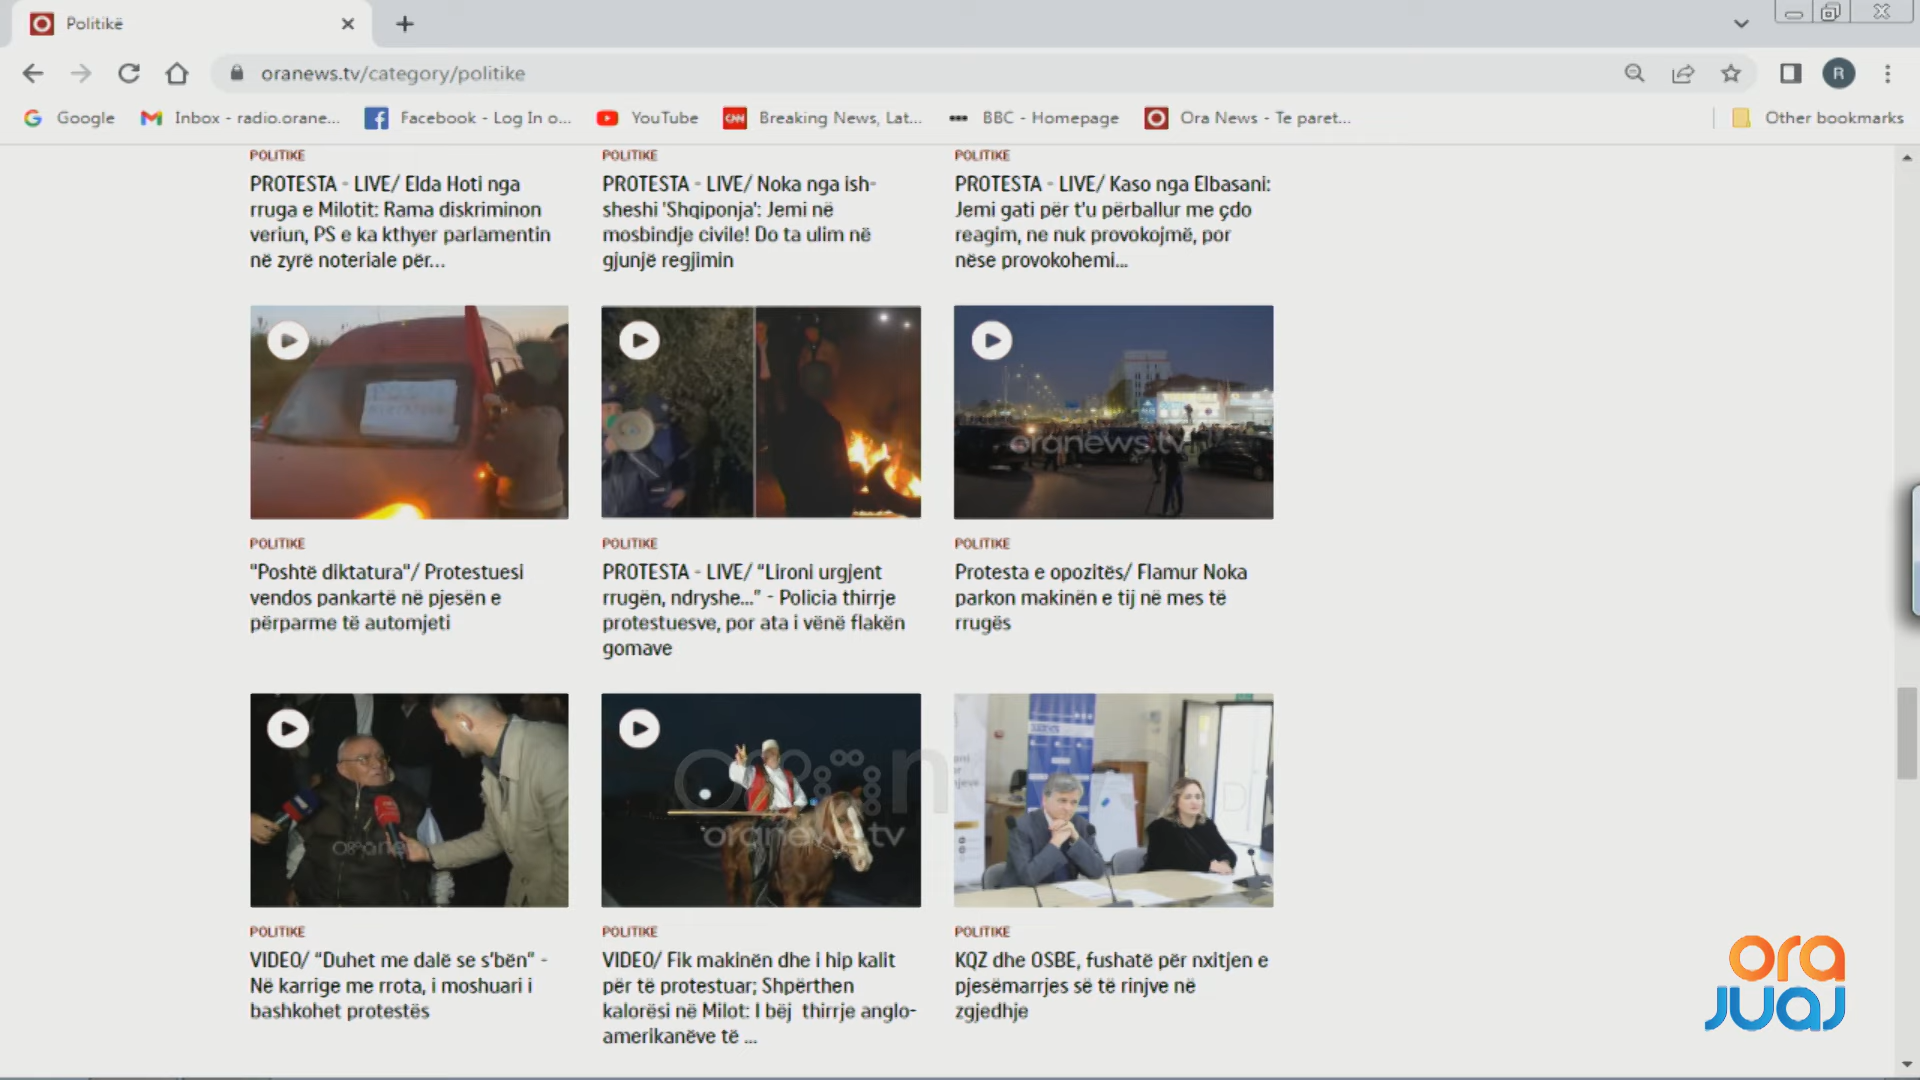 Politikë
oranews.tv/category/politike
R
Google
Inbox - radio.orane...
Facebook - Log In o...
YouTube
CNN
Breaking News, Lat...
BBC - Homepage
Ora News - Te paret...
Other bookmarks
POLITIKE
PROTESTA - LIVE/ Elda Hoti nga
rruga e Milotit: Rama diskriminon
veriun, PS e ka kthyer parlamentin
në zyrë noteriale për...
POLITIKE
PROTESTA - LIVE/ Noka nga ish-
sheshi 'Shqiponja': Jemi në
mosbindje civile! Do ta ulim në
gjunjë regjimin
POLITIKE
PROTESTA - LIVE/ Kaso nga Elbasani:
Jemi gati për t'u përballur me çdo
reagim, ne nuk provokojmë, por
nëse provokohemi...
oranews.tv
POLITIKE
"Poshtë diktatura"/ Protestuesi
vendos pankartë në pjesën e
përparme të automjeti
POLITIKE
PROTESTA - LIVE/ “Lironi urgjent
rrugën, ndryshe...” - Policia thirrje
protestuesve, por ata i vënë flakën
gomave
POLITIKE
Protesta e opozitës/ Flamur Noka
parkon makinën e tij në mes të
rrugës
oranews.tv
POLITIKE
VIDEO/ “Duhet me dalë se s’bën” -
Në karrige me rrota, i moshuari i
bashkohet protestës
POLITIKE
VIDEO/ Fik makinën dhe i hip kalit
për të protestuar; Shpërthen
kalorësi në Milot: I bëj  thirrje anglo-
amerikanëve të ...
POLITIKE
KQZ dhe OSBE, fushatë për nxitjen e
pjesëmarrjes së të rinjve në
zgjedhje
ora
juaj